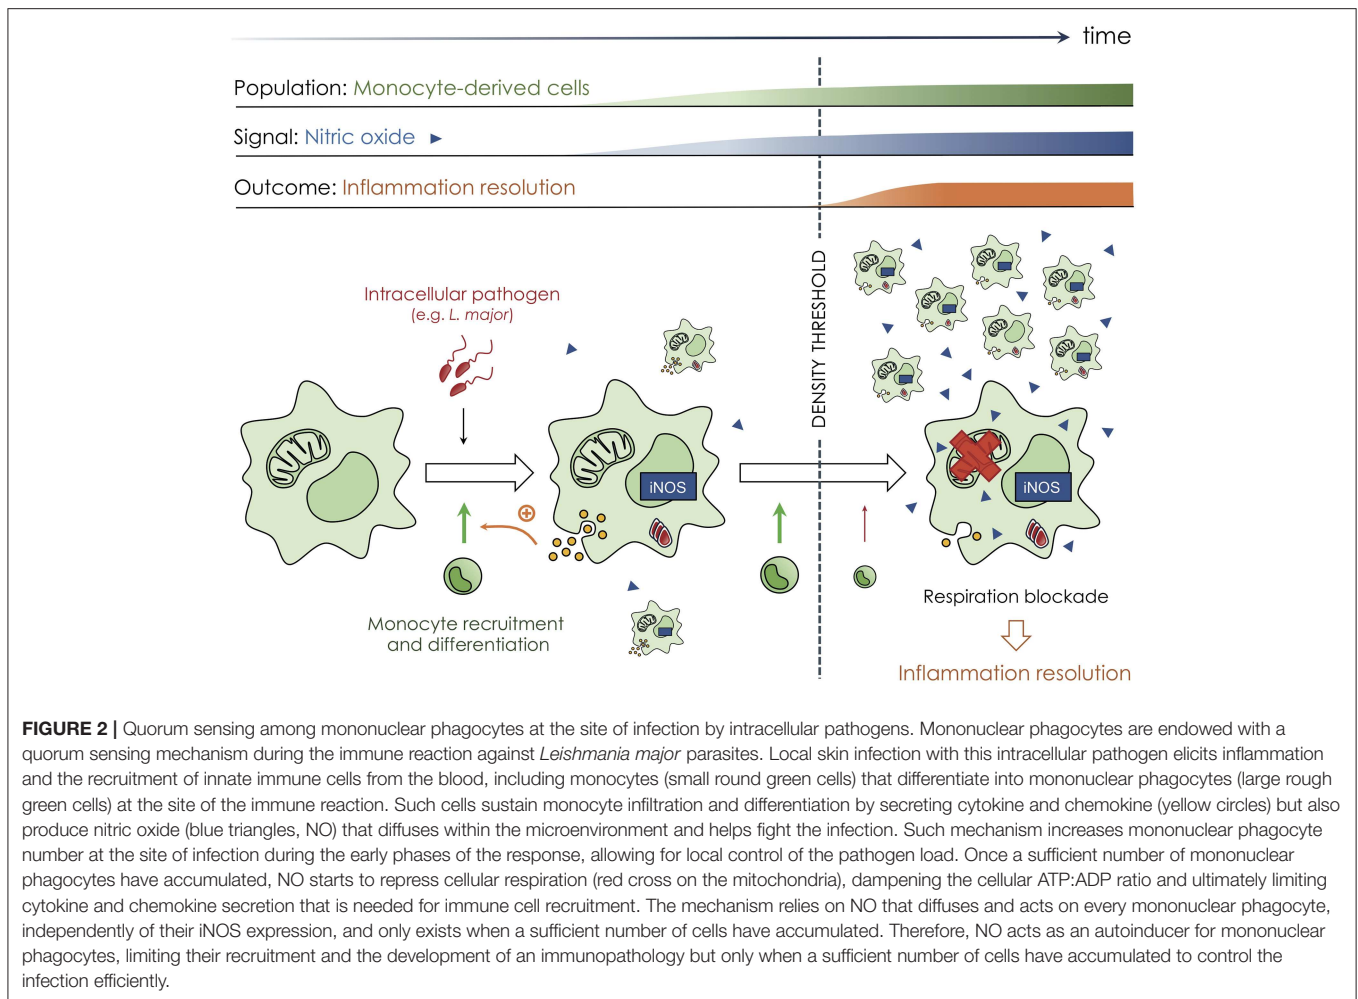 time
Population: Monocyte-derived cells
Signal: Nitric oxide
Outcome: Inflammation resolution
DENSITY THRESHOLD
Intracellular pathogen
(e.g. L. major)
iNOS
iNOS
Monocyte recruitment
and differentiation
Respiration blockade
Inflammation resolution
FIGURE 2 | Quorum sensing among mononuclear phagocytes at the site of infection by intracellular pathogens. Mononuclear phagocytes are endowed with a
quorum sensing mechanism during the immune reaction against Leishmania major parasites. Local skin infection with this intracellular pathogen elicits inflammation
and the recruitment of innate immune cells from the blood, including monocytes (small round green cells) that differentiate into mononuclear phagocytes (large rough
green cells) at the site of the immune reaction. Such cells sustain monocyte infiltration and differentiation by secreting cytokine and chemokine (yellow circles) but also
produce nitric oxide (blue triangles, NO) that diffuses within the microenvironment and helps fight the infection. Such mechanism increases mononuclear phagocyte
number at the site of infection during the early phases of the response, allowing for local control of the pathogen load. Once a sufficient number of mononuclear
phagocytes have accumulated, NO starts to repress cellular respiration (red cross on the mitochondria), dampening the cellular ATP:ADP ratio and ultimately limiting
cytokine and chemokine secretion that is needed for immune cell recruitment. The mechanism relies on NO that diffuses and acts on every mononuclear phagocyte,
independently of their iNOS expression, and only exists when a sufficient number of cells have accumulated. Therefore, NO acts as an autoinducer for mononuclear
phagocytes, limiting their recruitment and the development of an immunopathology but only when a sufficient number of cells have accumulated to control the
infection efficiently.